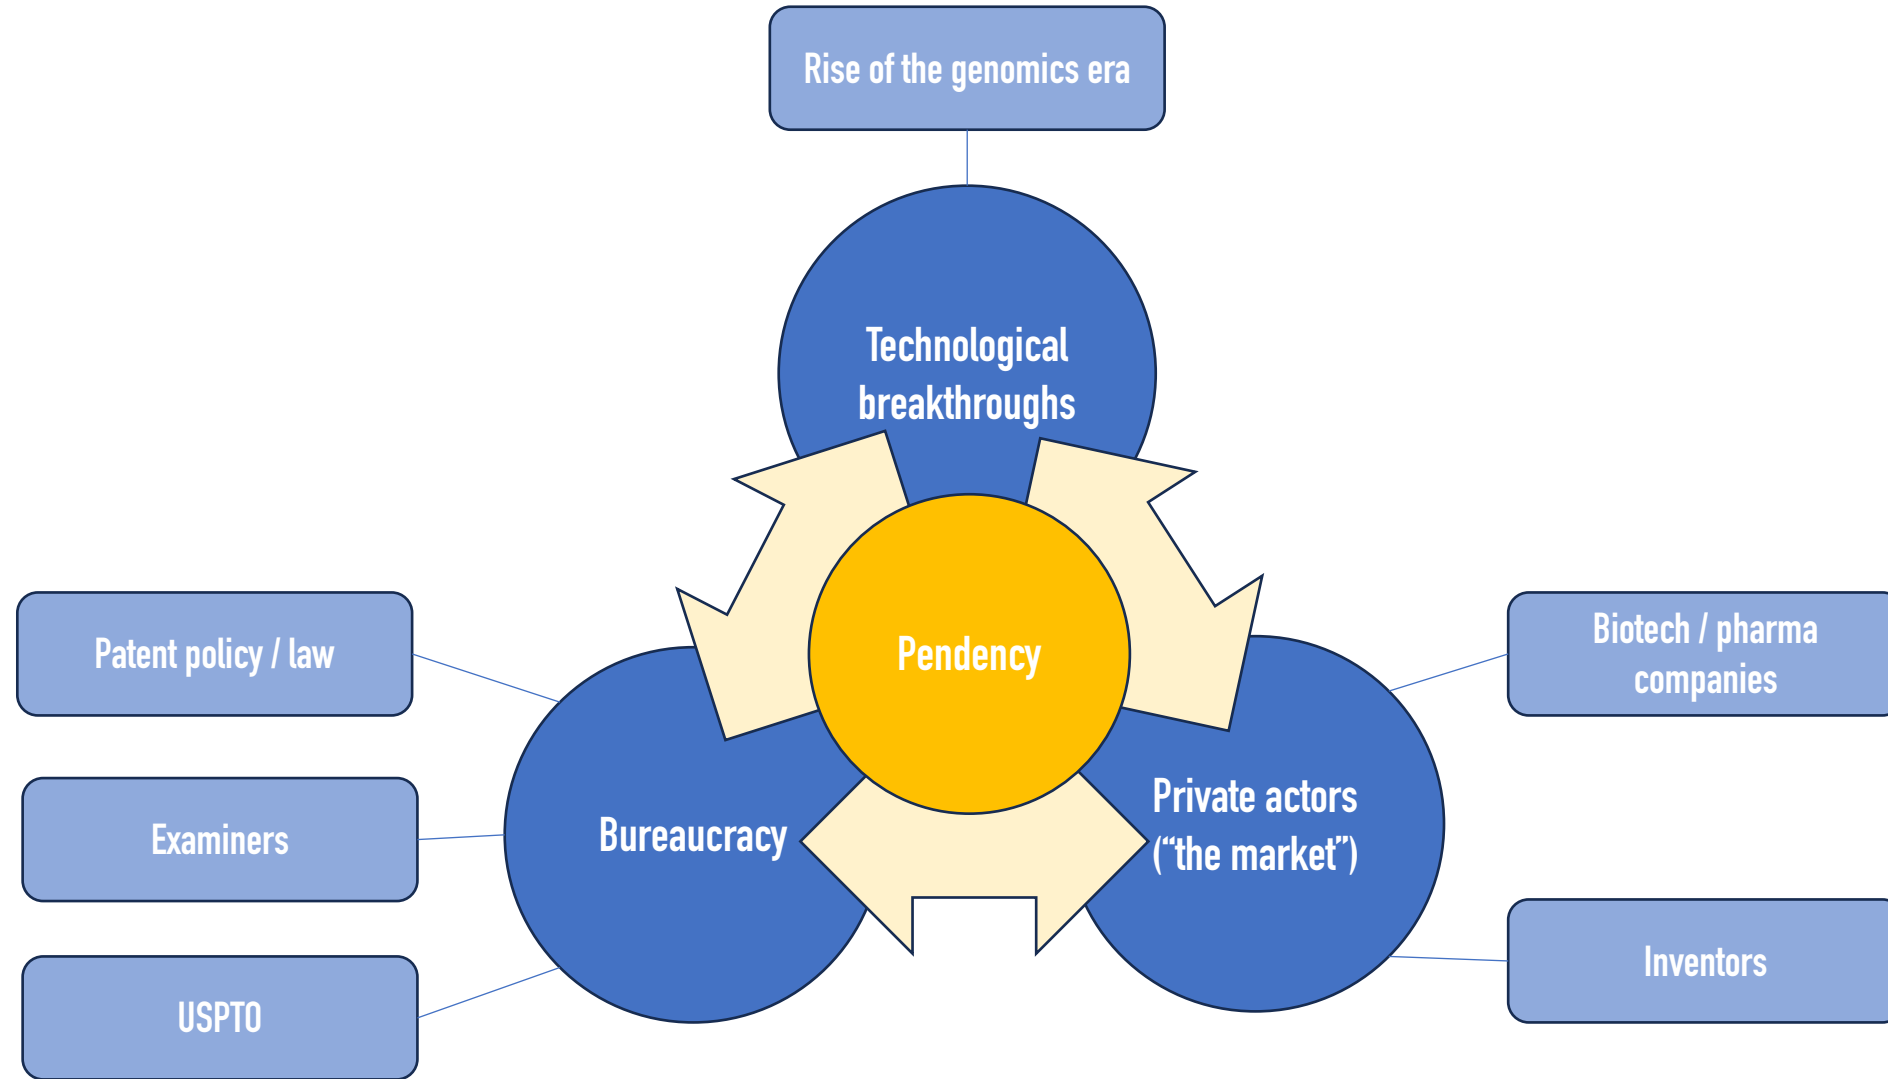 Rise of the genomics era
Technological
breakthroughs
Patent policy / law
Pendency
Biotech / pharma
companies
Examiners
Bureaucracy
Private actors
(“the market”)
USPTO
Inventors